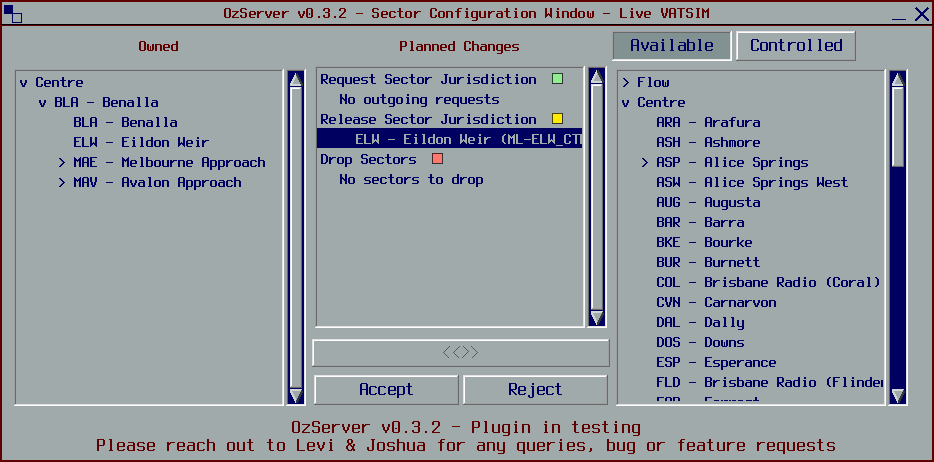 OzServer v0.3.2 - Sector Configuration Window - Live VATSIM
Owned
v Centre
v BLA - Benalla
BLA - Benalla
ELW - Eildon Weir
> MAE - Melbourne Approach
> MAV - Avalon Approach
Planned Changes
Request Sector Jurisdiction
No outgoing requests
Release Sector Jurisdiction
ELW - Eildon Weir (ML-ELW_CT
Drop Sectors
No sectors to drop
<<>>
Accept
Reject
Available
Controlled
> Flow
v Centre
ARA - Arafura
ASH - Ashmore
> ASP - Alice Springs
ASW - Alice Springs West
AUG - Augusta
BAR - Barra
BKE - Bourke
BUR - Burnett
COL - Brisbane Radio (Coral)
CVN - Carnarvon
DAL - Dally
DOS - Downs
ESP - Esperance
FLD - Brisbane Radio (Flinder
OzServer v0.3.2 - Plugin in testing
Please reach out to Levi & Joshua for any queries, bug or feature requests